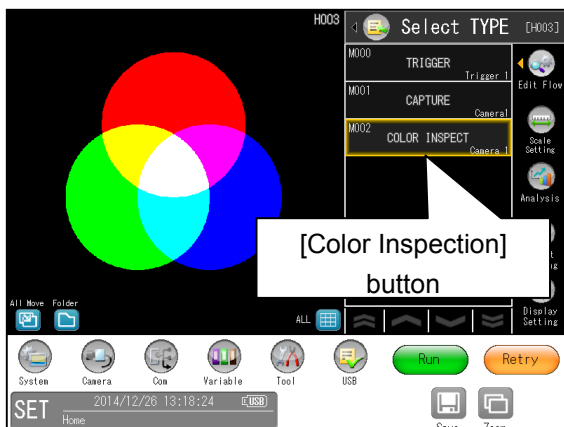 H003
Select TYPE [H003]
M000
TRIGGER
Trigger 1
Edit Flow
M001
CAPTURE
Camera1
M002
COLOR INSPECT
Camera 1
Scale
Setting
Analysis
[Color Inspection]
button
Display
Setting
All Move Folder
ALL
System Camera Com Variable Tool USB
Run Retry
SET 2014/12/26 13:18:24 USB
Home
Save Zoom